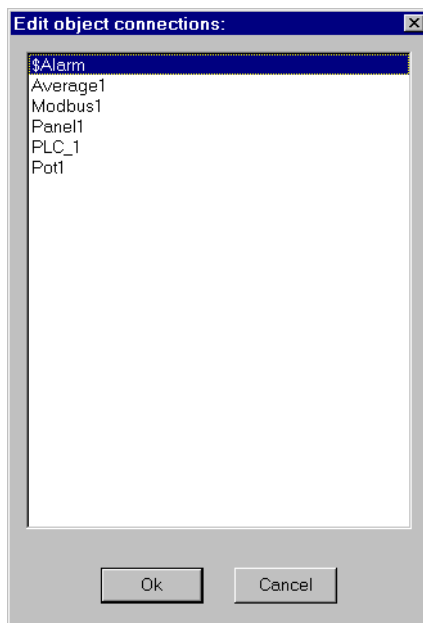 Edit object connections:
$Alarm
Average1
Modbus1
Panel1
PLC_1
Pot1
Ok Cancel